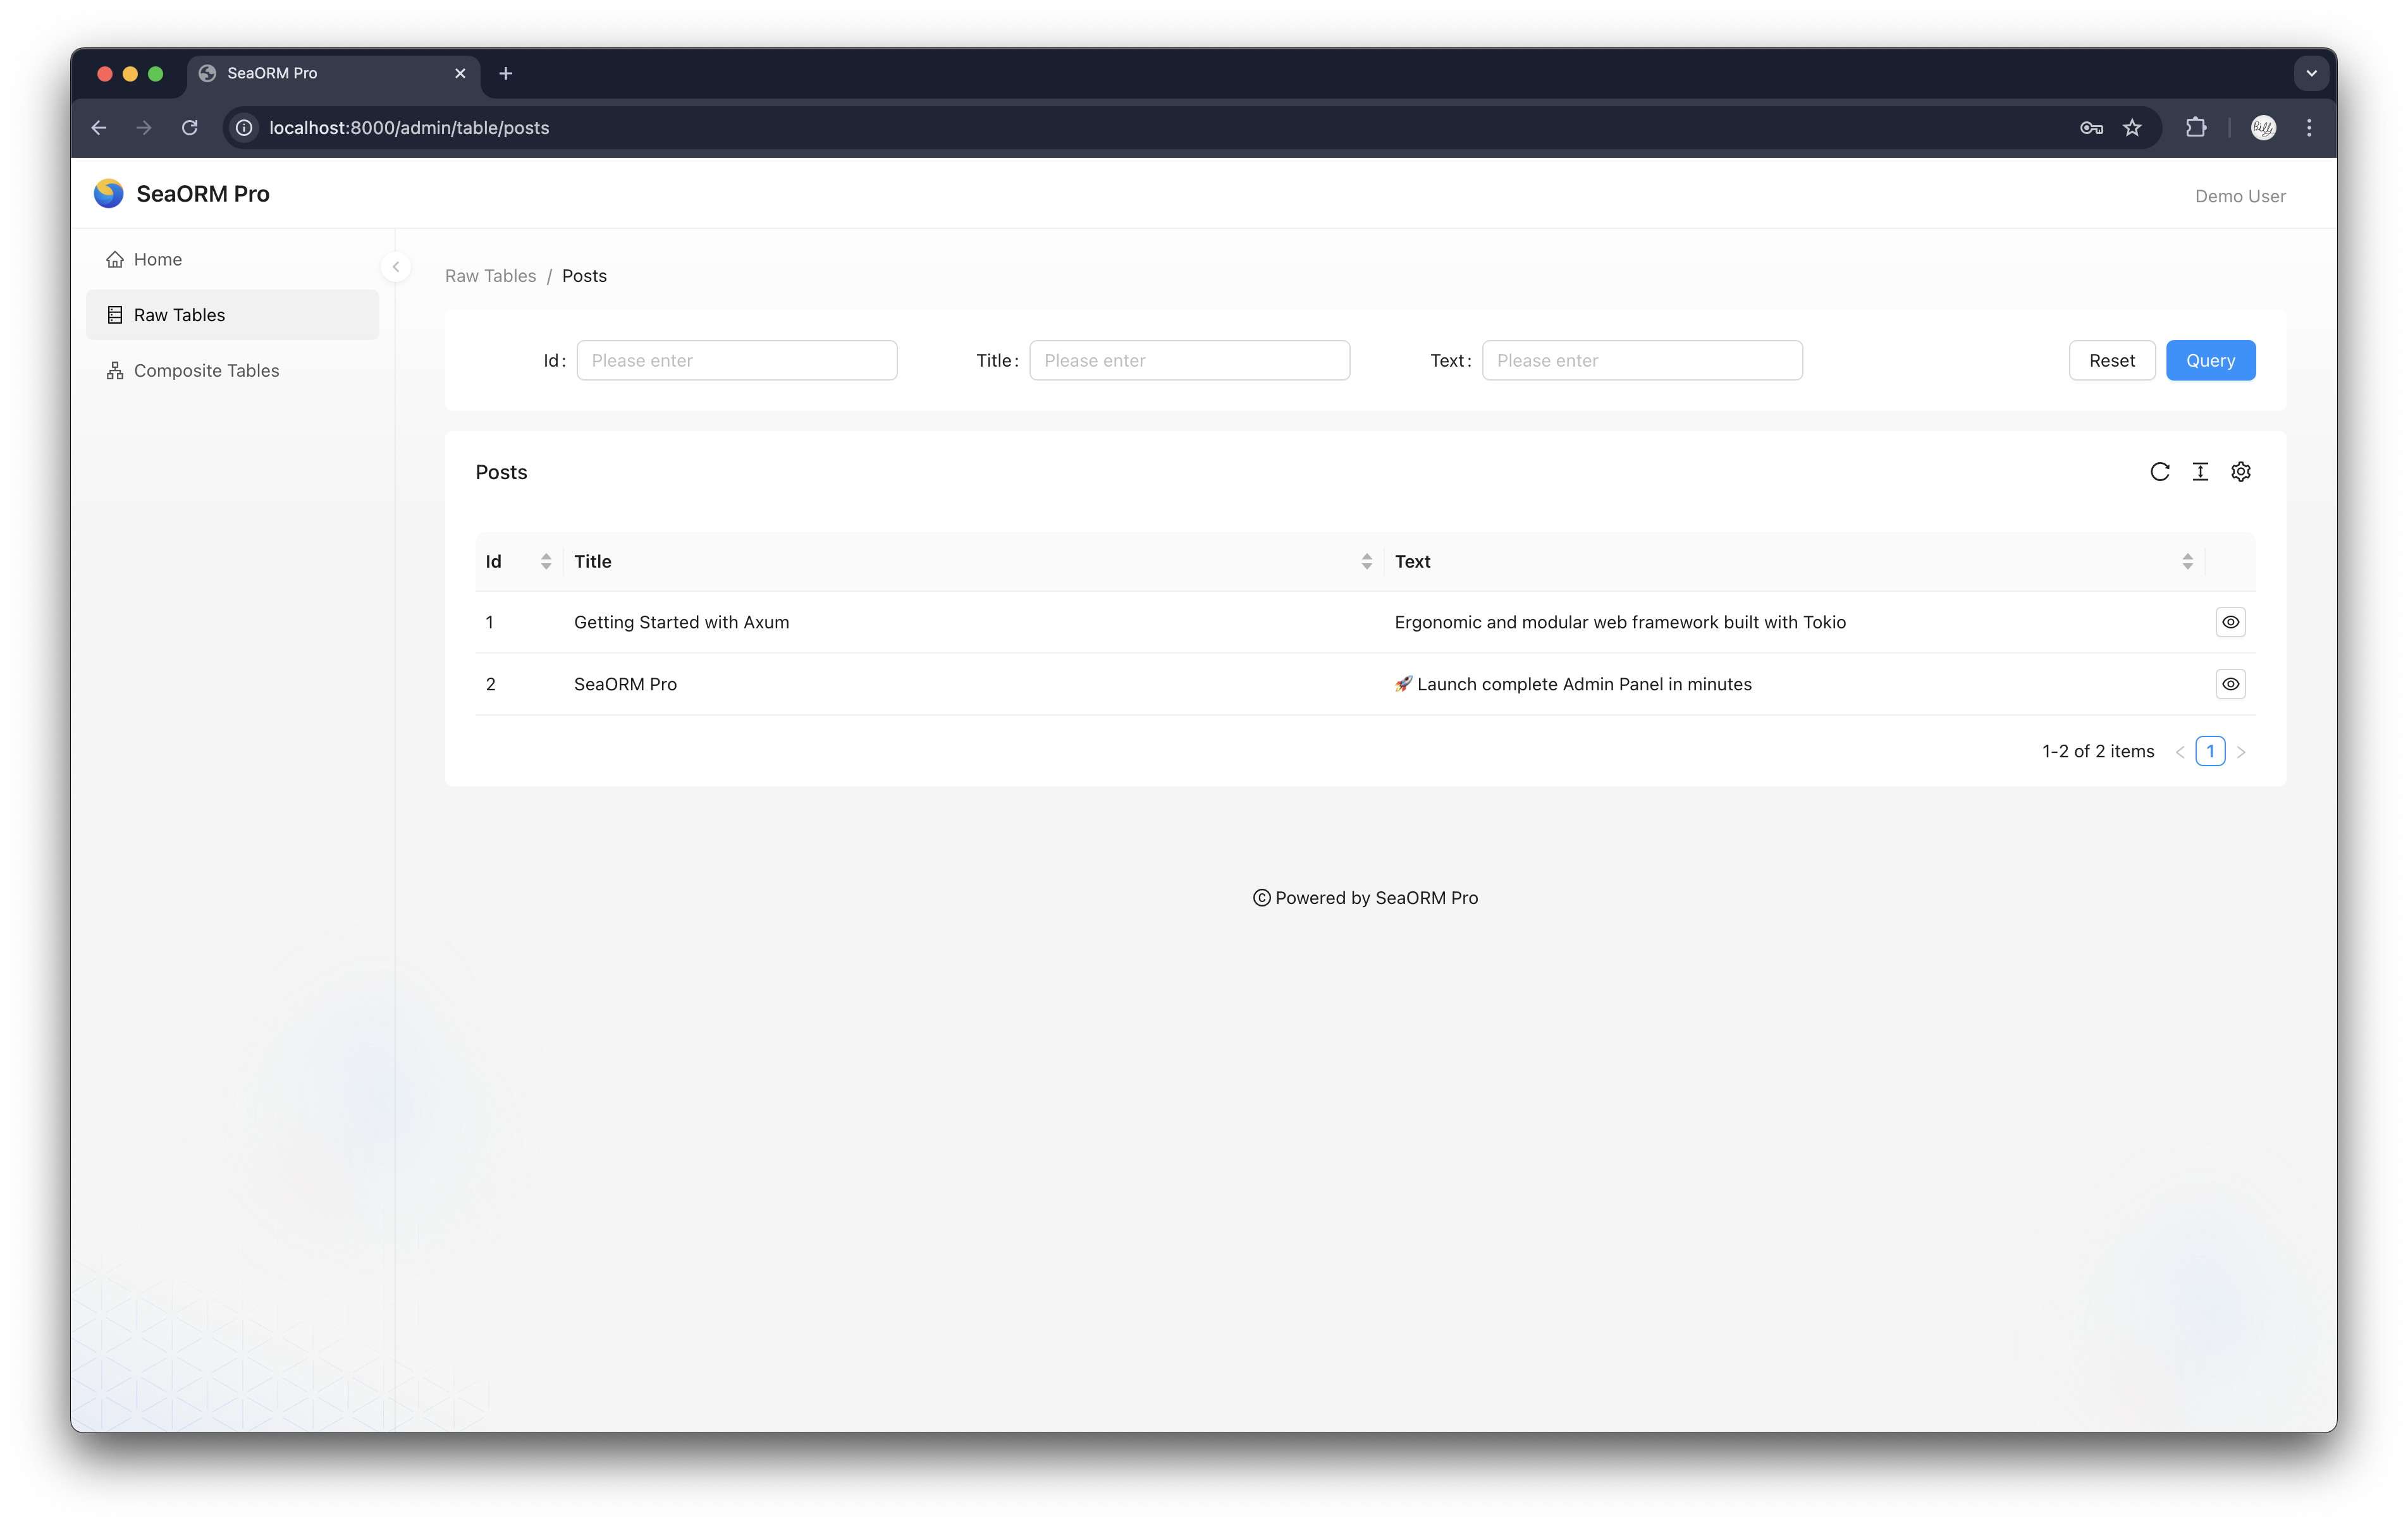 SeaORM Pro
localhost:8000/admin/table/posts
Billy
SeaORM Pro
Demo User
Home
Raw Tables
Composite Tables
Raw Tables / Posts
Id: Please enter Title: Please enter Text: Please enter Reset Query
Posts
Id Title Text
1 Getting Started with Axum Ergonomic and modular web framework built with Tokio
2 SeaORM Pro 🚀 Launch complete Admin Panel in minutes
1-2 of 2 items < 1 >
© Powered by SeaORM Pro